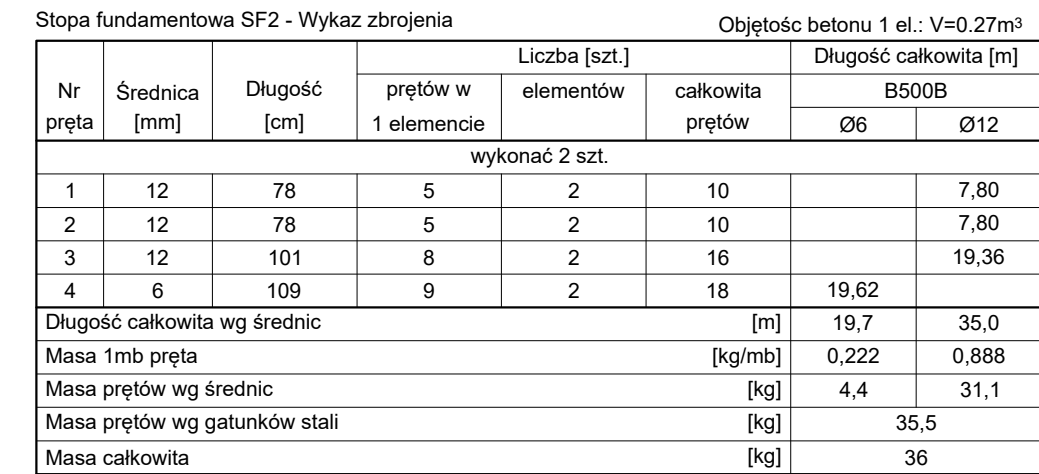 Stopa fundamentowa SF2 - Wykaz zbrojenia Objętośc betonu 1 el.: V=0.27m³
Liczba [szt.] Długość całkowita [m]
Nr Średnica Długość prętów w elementów całkowita B500B
pręta [mm] [cm] 1 elemencie prętów Ø6 Ø12
wykonać 2 szt.
1 12 78 5 2 10 7,80
2 12 78 5 2 10 7,80
3 12 101 8 2 16 19,36
4 6 109 9 2 18 19,62
Długość całkowita wg średnic [m] 19,7 35,0
Masa 1mb pręta [kg/mb] 0,222 0,888
Masa prętów wg średnic [kg] 4,4 31,1
Masa prętów wg gatunków stali [kg] 35,5
Masa całkowita [kg] 36